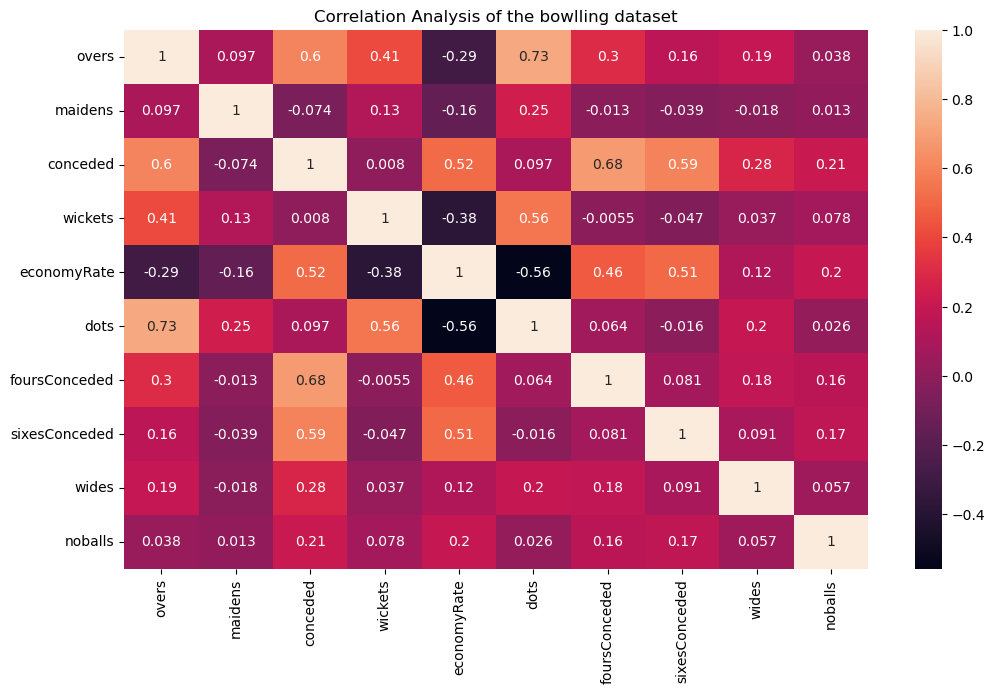 Correlation Analysis of the bowlling dataset
overs 1 0.097 0.6 0.41 -0.29 0.73 0.3 0.16 0.19 0.038
maidens 0.097 1 -0.074 0.13 -0.16 0.25 -0.013 -0.039 -0.018 0.013
conceded 0.6 -0.074 1 0.008 0.52 0.097 0.68 0.59 0.28 0.21
wickets 0.41 0.13 0.008 1 -0.38 0.56 -0.0055 -0.047 0.037 0.078
economyRate -0.29 -0.16 0.52 -0.38 1 -0.56 0.46 0.51 0.12 0.2
dots 0.73 0.25 0.097 0.56 -0.56 1 0.064 -0.016 0.2 0.026
foursConceded 0.3 -0.013 0.68 -0.0055 0.46 0.064 1 0.081 0.18 0.16
sixesConceded 0.16 -0.039 0.59 -0.047 0.51 -0.016 0.081 1 0.091 0.17
wides 0.19 -0.018 0.28 0.037 0.12 0.2 0.18 0.091 1 0.057
noballs 0.038 0.013 0.21 0.078 0.2 0.026 0.16 0.17 0.057 1
overs maidens conceded wickets economyRate dots foursConceded sixesConceded wides noballs
1.0
0.8
0.6
0.4
0.2
0.0
−0.2
−0.4